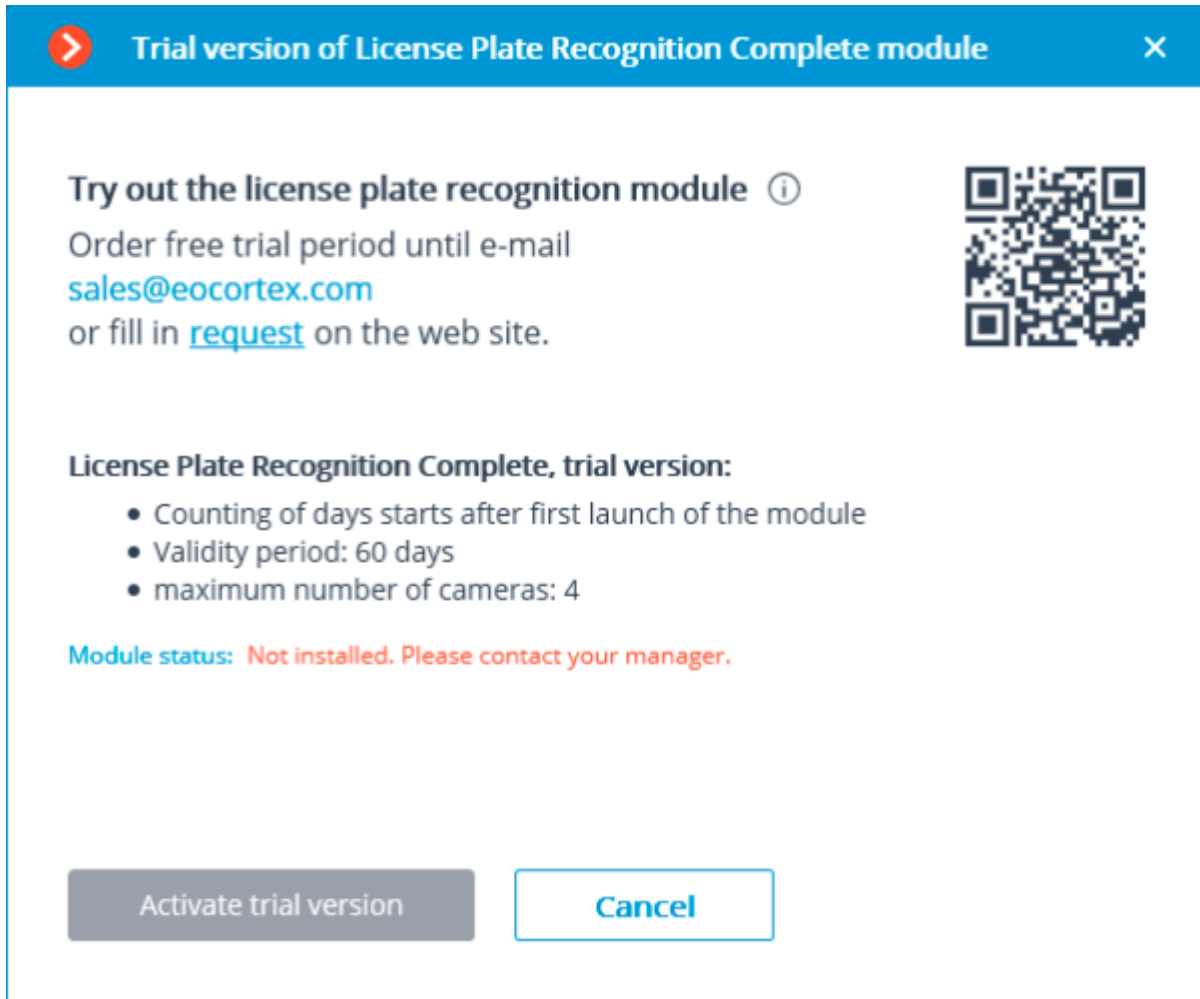 Trial version of License Plate Recognition Complete module
Try out the license plate recognition module
Order free trial period until e-mail
sales@eocortex.com
or fill in request on the web site.
License Plate Recognition Complete, trial version:
• Counting of days starts after first launch of the module
• Validity period: 60 days
• maximum number of cameras: 4
Module status: Not installed. Please contact your manager.
Activate trial version
Cancel